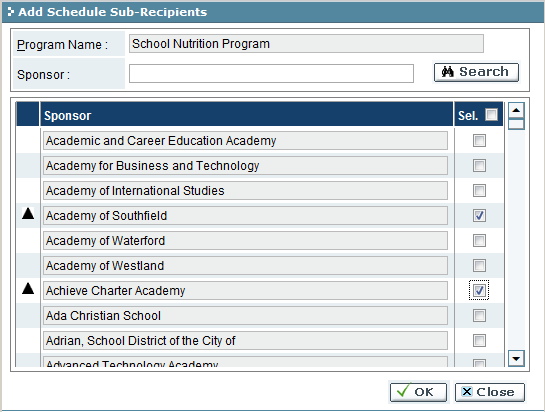 Add Schedule Sub-Recipients
Program Name : School Nutrition Program
Sponsor : Search
Sponsor Sel.
Academic and Career Education Academy
Academy for Business and Technology
Academy of International Studies
Academy of Southfield
Academy of Waterford
Academy of Westland
Achieve Charter Academy
Ada Christian School
Adrian, School District of the City of
Advanced Technology Academy
OK Close